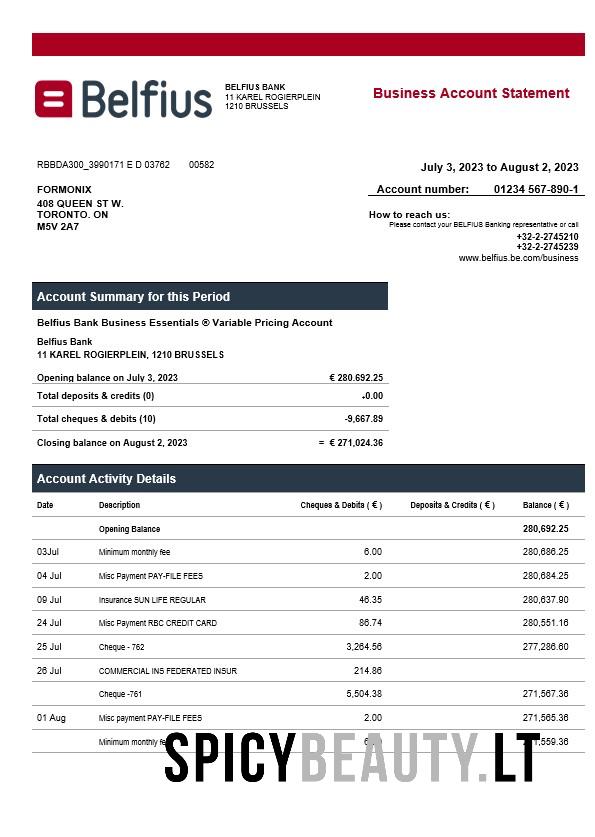 Belfius
BELFIUS BANK
11 KAREL ROGIERPLEIN
1210 BRUSSELS
Business Account Statement
RBBDA300_3990171 E D 03762 00582
July 3, 2023 to August 2, 2023
FORMONIX
408 QUEEN ST W.
TORONTO. ON
M5V 2A7
Account number: 01234 567-890-1
How to reach us:
Please contact your BELFIUS Banking representative or call
+32-2-2745210
+32-2-2745239
www.belfius.be.com/business
Account Summary for this Period
Belfius Bank Business Essentials ® Variable Pricing Account
Belfius Bank
11 KAREL ROGIERPLEIN, 1210 BRUSSELS
Opening balance on July 3, 2023 € 280.692.25
Total deposits & credits (0) +0.00
Total cheques & debits (10) -9,667.89
Closing balance on August 2, 2023 = € 271,024.36
Account Activity Details
Date Description Cheques & Debits ( € ) Deposits & Credits ( € ) Balance ( € )
Opening Balance 280,692.25
03Jul Minimum monthly fee 6.00 280,686.25
04 Jul Misc Payment PAY-FILE FEES 2.00 280,684.25
09 Jul Insurance SUN LIFE REGULAR 46.35 280,637.90
24 Jul Misc Payment RBC CREDIT CARD 86.74 280,551.16
25 Jul Cheque - 762 3,264.56 277,286.60
26 Jul COMMERCIAL INS FEDERATED INSUR 214.86
Cheque -761 5,504.38 271,567.36
01 Aug Misc payment PAY-FILE FEES 2.00 271,565.36
Minimum monthly
SPICYBEAUTY.LT